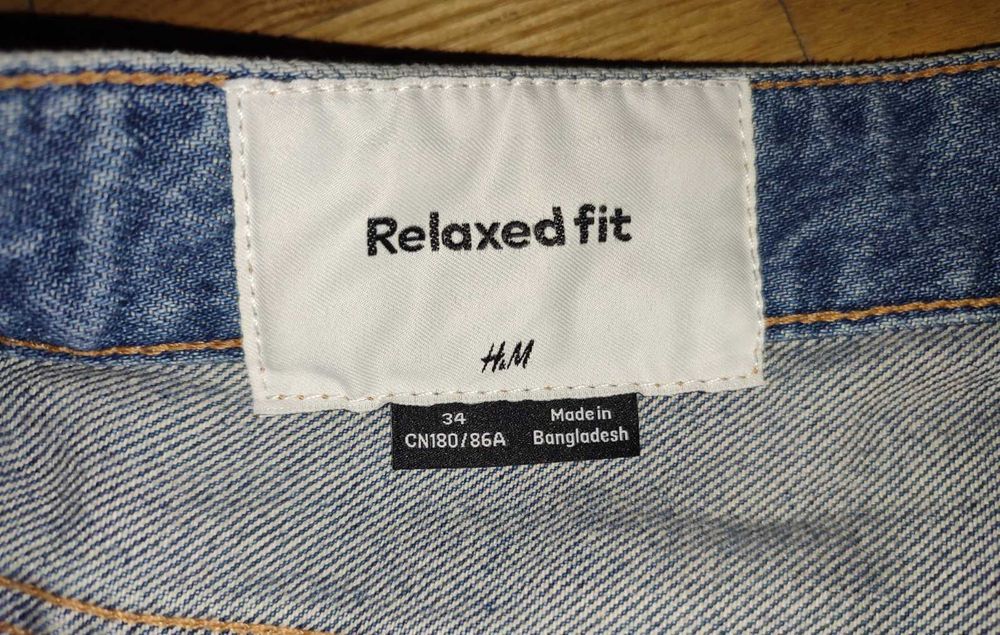 Relaxed fit
H&M
34
CN180/86A
Made in
Bangladesh